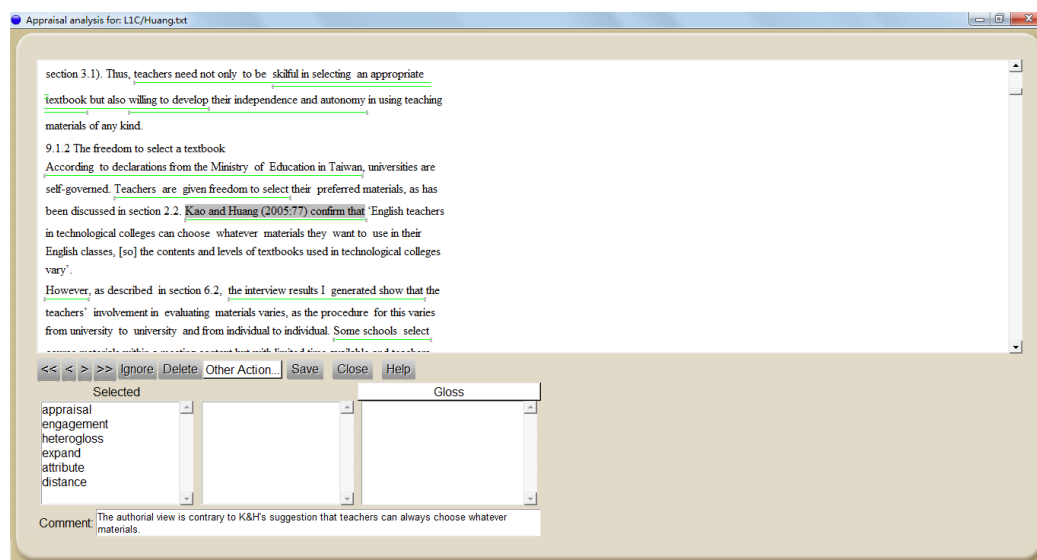 Appraisal analysis for: L1C/Huang.txt
section 3.1). Thus, teachers need not only to be skilful in selecting an appropriate
textbook but also willing to develop their independence and autonomy in using teaching
materials of any kind.
9.1.2 The freedom to select a textbook
According to declarations from the Ministry of Education in Taiwan, universities are
self-governed. Teachers are given freedom to select their preferred materials, as has
been discussed in section 2.2. Kao and Huang (2005:77) confirm that 'English teachers
in technological colleges can choose whatever materials they want to use in their
English classes, [so] the contents and levels of textbooks used in technological colleges
vary'.
However, as described in section 6.2, the interview results I generated show that the
teachers' involvement in evaluating materials varies, as the procedure for this varies
from university to university and from individual to individual. Some schools select
<< < > >> Ignore Delete Other Action... Save Close Help
Selected Gloss
appraisal
engagement
heterogloss
expand
attribute
distance
Comment: The authorial view is contrary to K&H's suggestion that teachers can always choose whatever
materials.